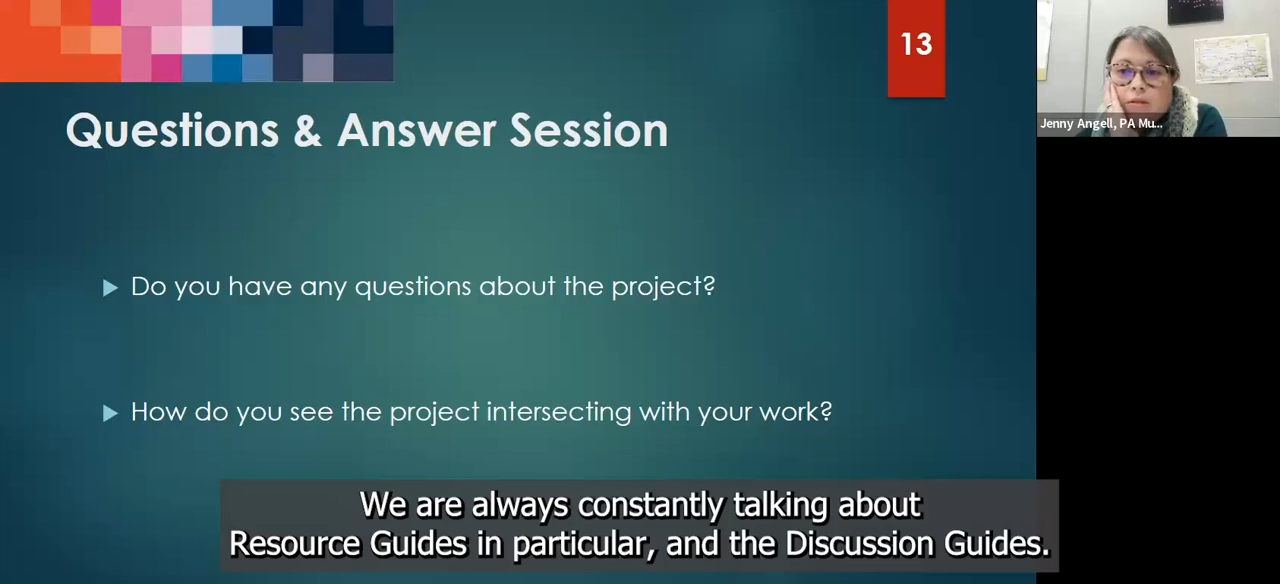 13
Questions & Answer Session
Do you have any questions about the project?
How do you see the project intersecting with your work?
We are always constantly talking about
Resource Guides in particular, and the Discussion Guides.
Jenny Angell, PA Mu...